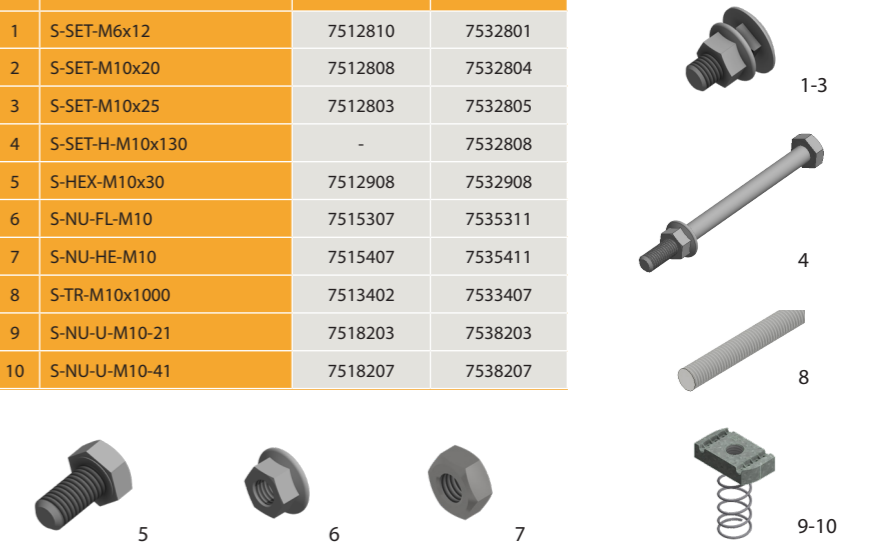 1 S-SET-M6x12 7512810 7532801
2 S-SET-M10x20 7512808 7532804
3 S-SET-M10x25 7512803 7532805
4 S-SET-H-M10x130 - 7532808
5 S-HEX-M10x30 7512908 7532908
6 S-NU-FL-M10 7515307 7535311
7 S-NU-HE-M10 7515407 7535411
8 S-TR-M10x1000 7513402 7533407
9 S-NU-U-M10-21 7518203 7538203
10 S-NU-U-M10-41 7518207 7538207
1-3
4
8
5
6
7
9-10